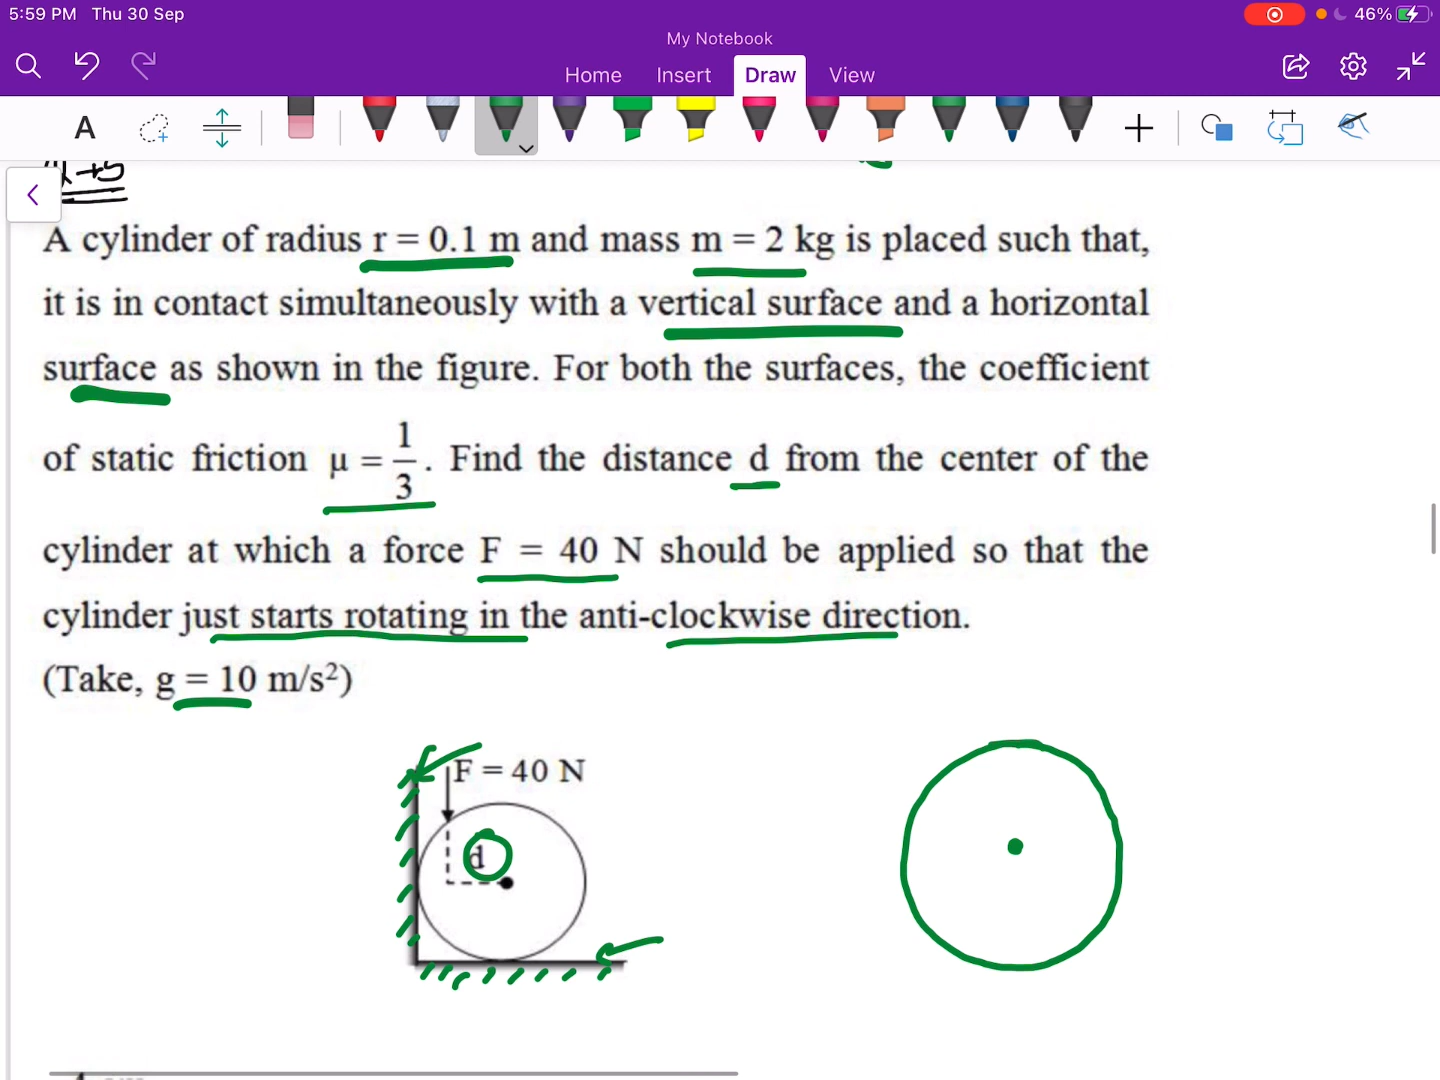 5:59 PM Thu 30 Sep
46%
My Notebook
Home Insert Draw View
A
A cylinder of radius r = 0.1 m and mass m = 2 kg is placed such that,
it is in contact simultaneously with a vertical surface and a horizontal
surface as shown in the figure. For both the surfaces, the coefficient
of static friction μ = 1/3. Find the distance d from the center of the
cylinder at which a force F = 40 N should be applied so that the
cylinder just starts rotating in the anti-clockwise direction.
(Take, g = 10 m/s²)
F = 40 N
d